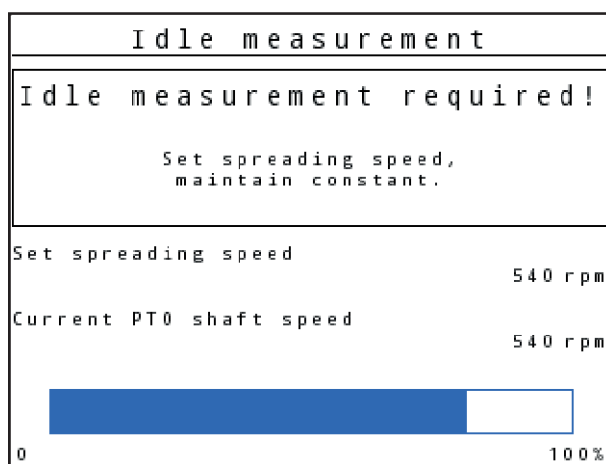 Idle measurement
Idle measurement required!
Set spreading speed,
maintain constant.
Set spreading speed
540 rpm
Current PTO shaft speed
540 rpm
0 100%